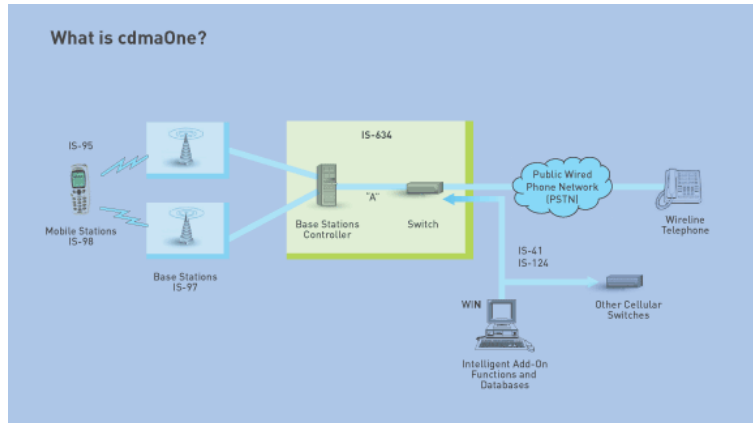 What is cdmaOne?
IS-95
Mobile Stations
IS-98
Base Stations
IS-97
IS-634
Base Stations
Controller
"A"
Switch
Public Wired
Phone Network
(PSTN)
Wireline
Telephone
IS-41
IS-124
WIN
Other Cellular
Switches
Intelligent Add-On
Functions and
Databases